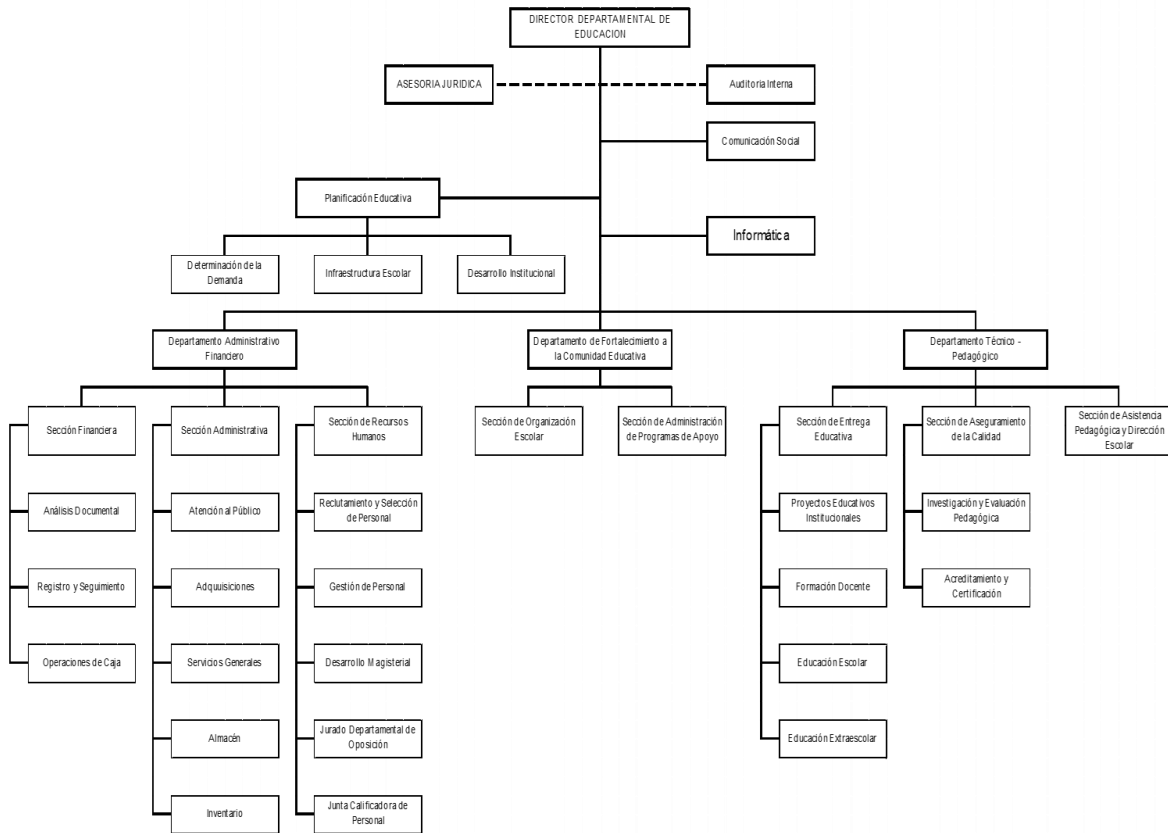 DIRECTOR DEPARTAMENTAL DE
EDUCACION
ASESORIA JURIDICA
Auditoria Interna
Comunicación Social
Planificación Educativa
Informática
Determinación de la
Demanda
Infraestructura Escolar
Desarrollo Institucional
Departamento Administrativo
Financiero
Departamento de Fortalecimiento a
la Comunidad Educativa
Departamento Técnico -
Pedagógico
Sección Financiera
Sección Administrativa
Sección de Recursos
Humanos
Sección de Organización
Escolar
Sección de Administración
de Programas de Apoyo
Sección de Entrega
Educativa
Sección de Aseguramiento
de la Calidad
Sección de Asistencia
Pedagógica y Dirección
Escolar
Análisis Documental
Atención al Público
Reclutamiento y Selección
de Personal
Proyectos Educativos
Institucionales
Investigación y Evaluación
Pedagógica
Registro y Seguimiento
Adquisiciones
Gestión de Personal
Formación Docente
Acreditamiento y
Certificación
Operaciones de Caja
Servicios Generales
Desarrollo Magisterial
Educación Escolar
Almacén
Jurado Departamental de
Oposición
Educación Extraescolar
Inventario
Junta Calificadora de
Personal